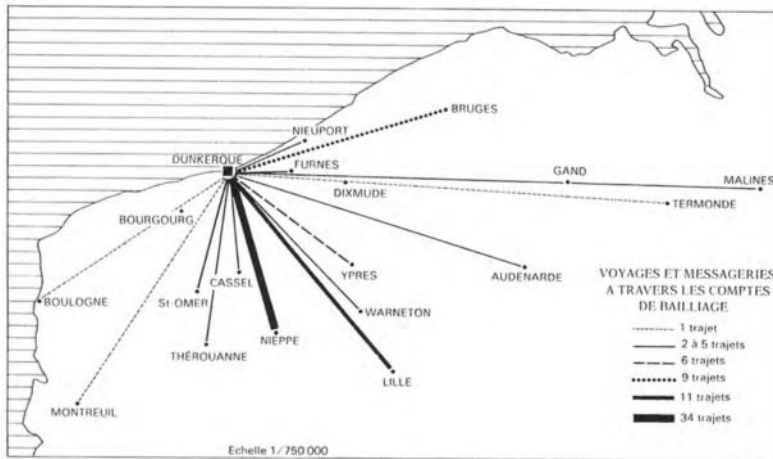 BRUGES
NIEUPORT
DUNKERQUE
FURNES
GAND
MALINES
DIXMUDE
TERMONDE
BOURGOURG
YPRES
AUDENARDE
CASSEL
BOULOGNE
St-OMER
WARNETON
NIEPPE
THÉROUANNE
LILLE
MONTREUIL
VOYAGES ET MESSAGERIES
A TRAVERS LES COMPTES
DE BAILLIAGE
1 trajet
2 à 5 trajets
6 trajets
9 trajets
11 trajets
34 trajets
Echelle 1/750 000